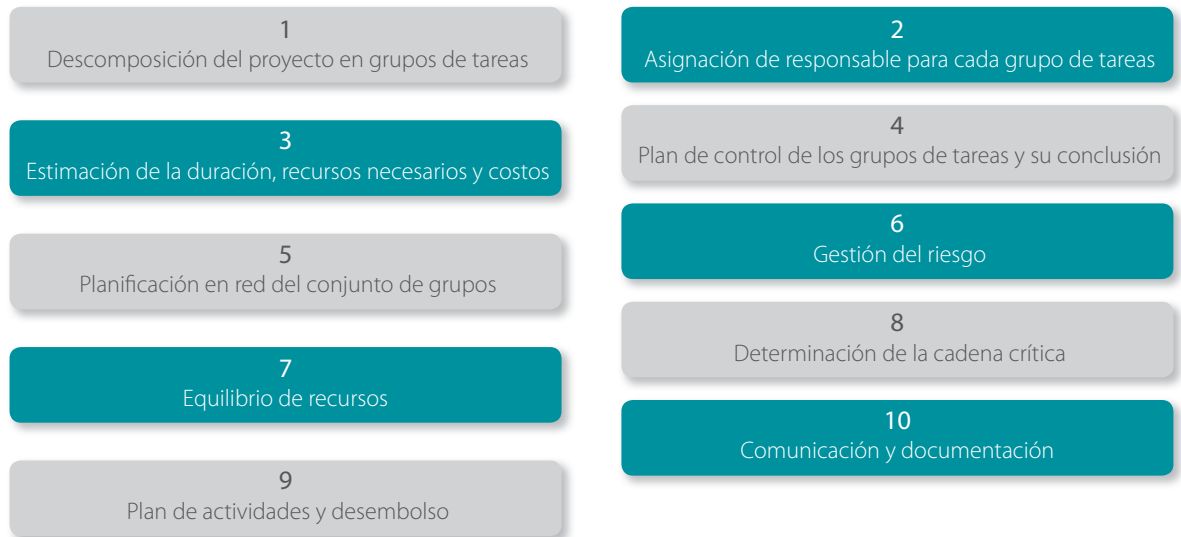 1
Descomposición del proyecto en grupos de tareas
2
Asignación de responsable para cada grupo de tareas
3
Estimación de la duración, recursos necesarios y costos
4
Plan de control de los grupos de tareas y su conclusión
5
Planificación en red del conjunto de grupos
6
Gestión del riesgo
7
Equilibrio de recursos
8
Determinación de la cadena crítica
9
Plan de actividades y desembolso
10
Comunicación y documentación